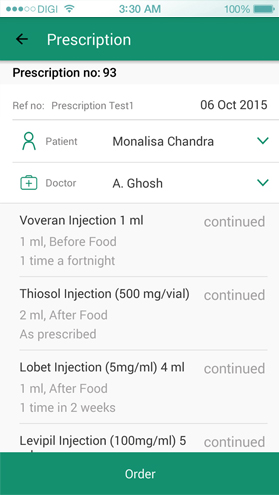 DIGI 3:30 AM 100%
Prescription
Prescription no: 93
Ref no: Prescription Test1 06 Oct 2015
Patient Monalisa Chandra
Doctor A. Ghosh
Voveran Injection 1 ml continued
1 ml, Before Food
1 time a fortnight
Thiosol Injection (500 mg/vial) continued
2 ml, After Food
As prescribed
Lobet Injection (5mg/ml) 4 ml continued
1 ml, After Food
1 time in 2 weeks
Levipil Injection (100mg/ml) 5 continued
Order